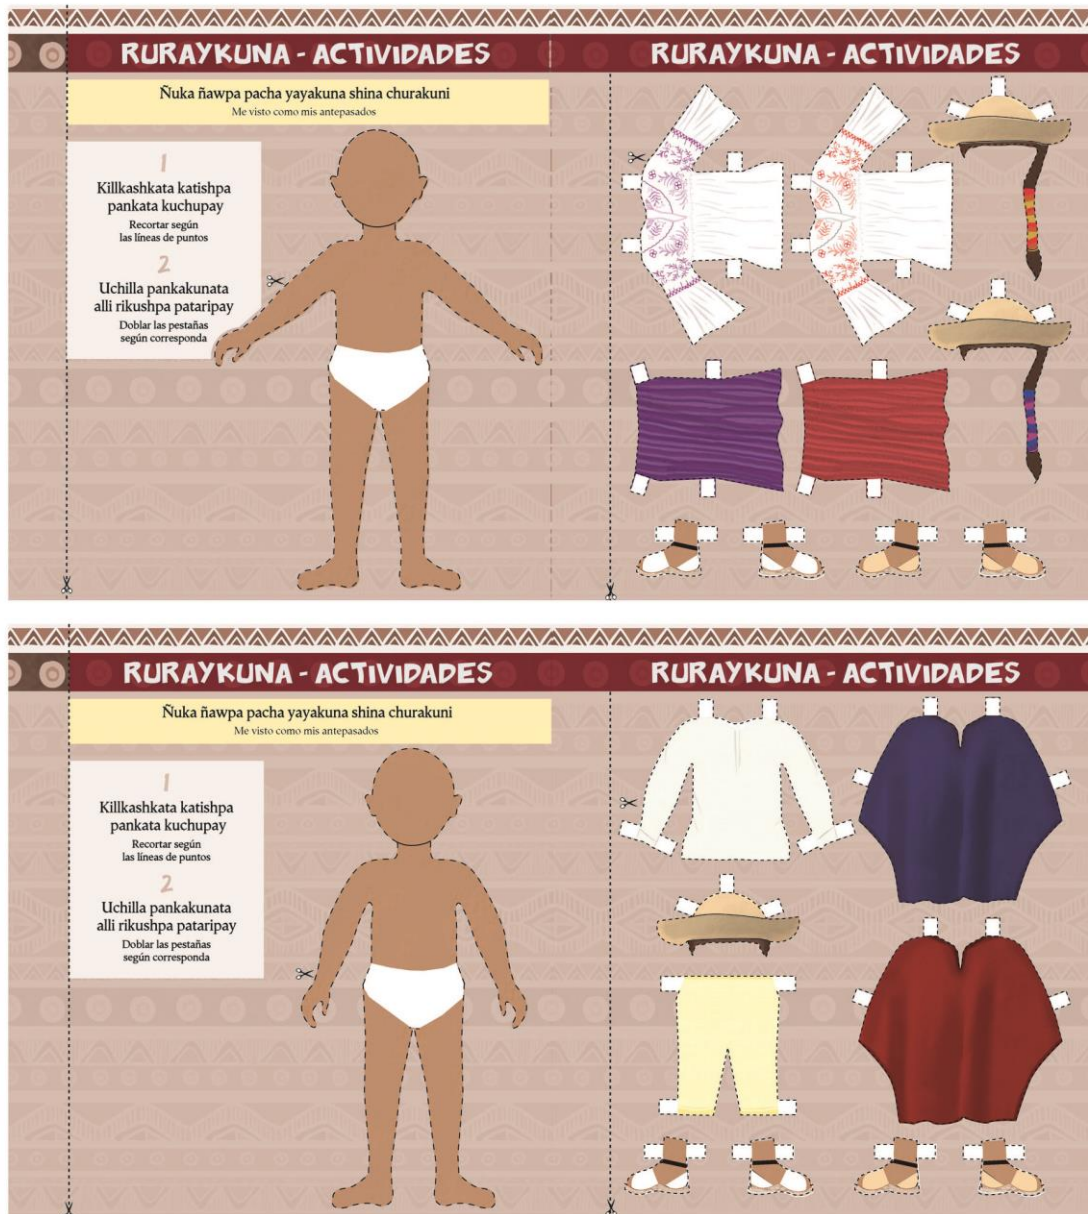 RURAYKUNA - ACTIVIDADES
Ñuka ñawpa pacha yayakuna shina churakuni
Me visto como mis antepasados
1
Killkashkata katishpa
pankata kuchupay
Recortar según
las líneas de puntos
2
Uchilla pankakunata
alli rikushpa pataripay
Doblar las pestañas
según corresponda
RURAYKUNA - ACTIVIDADES
RURAYKUNA - ACTIVIDADES
Ñuka ñawpa pacha yayakuna shina churakuni
Me visto como mis antepasados
1
Killkashkata katishpa
pankata kuchupay
Recortar según
las líneas de puntos
2
Uchilla pankakunata
alli rikushpa pataripay
Doblar las pestañas
según corresponda
RURAYKUNA - ACTIVIDADES